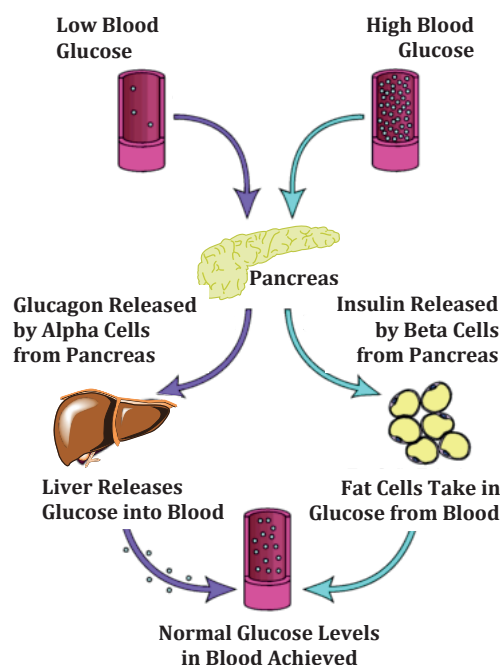 Low Blood
Glucose
High Blood
Glucose
Pancreas
Glucagon Released
by Alpha Cells
from Pancreas
Insulin Released
by Beta Cells
from Pancreas
Liver Releases
Glucose into Blood
Fat Cells Take in
Glucose from Blood
Normal Glucose Levels
in Blood Achieved